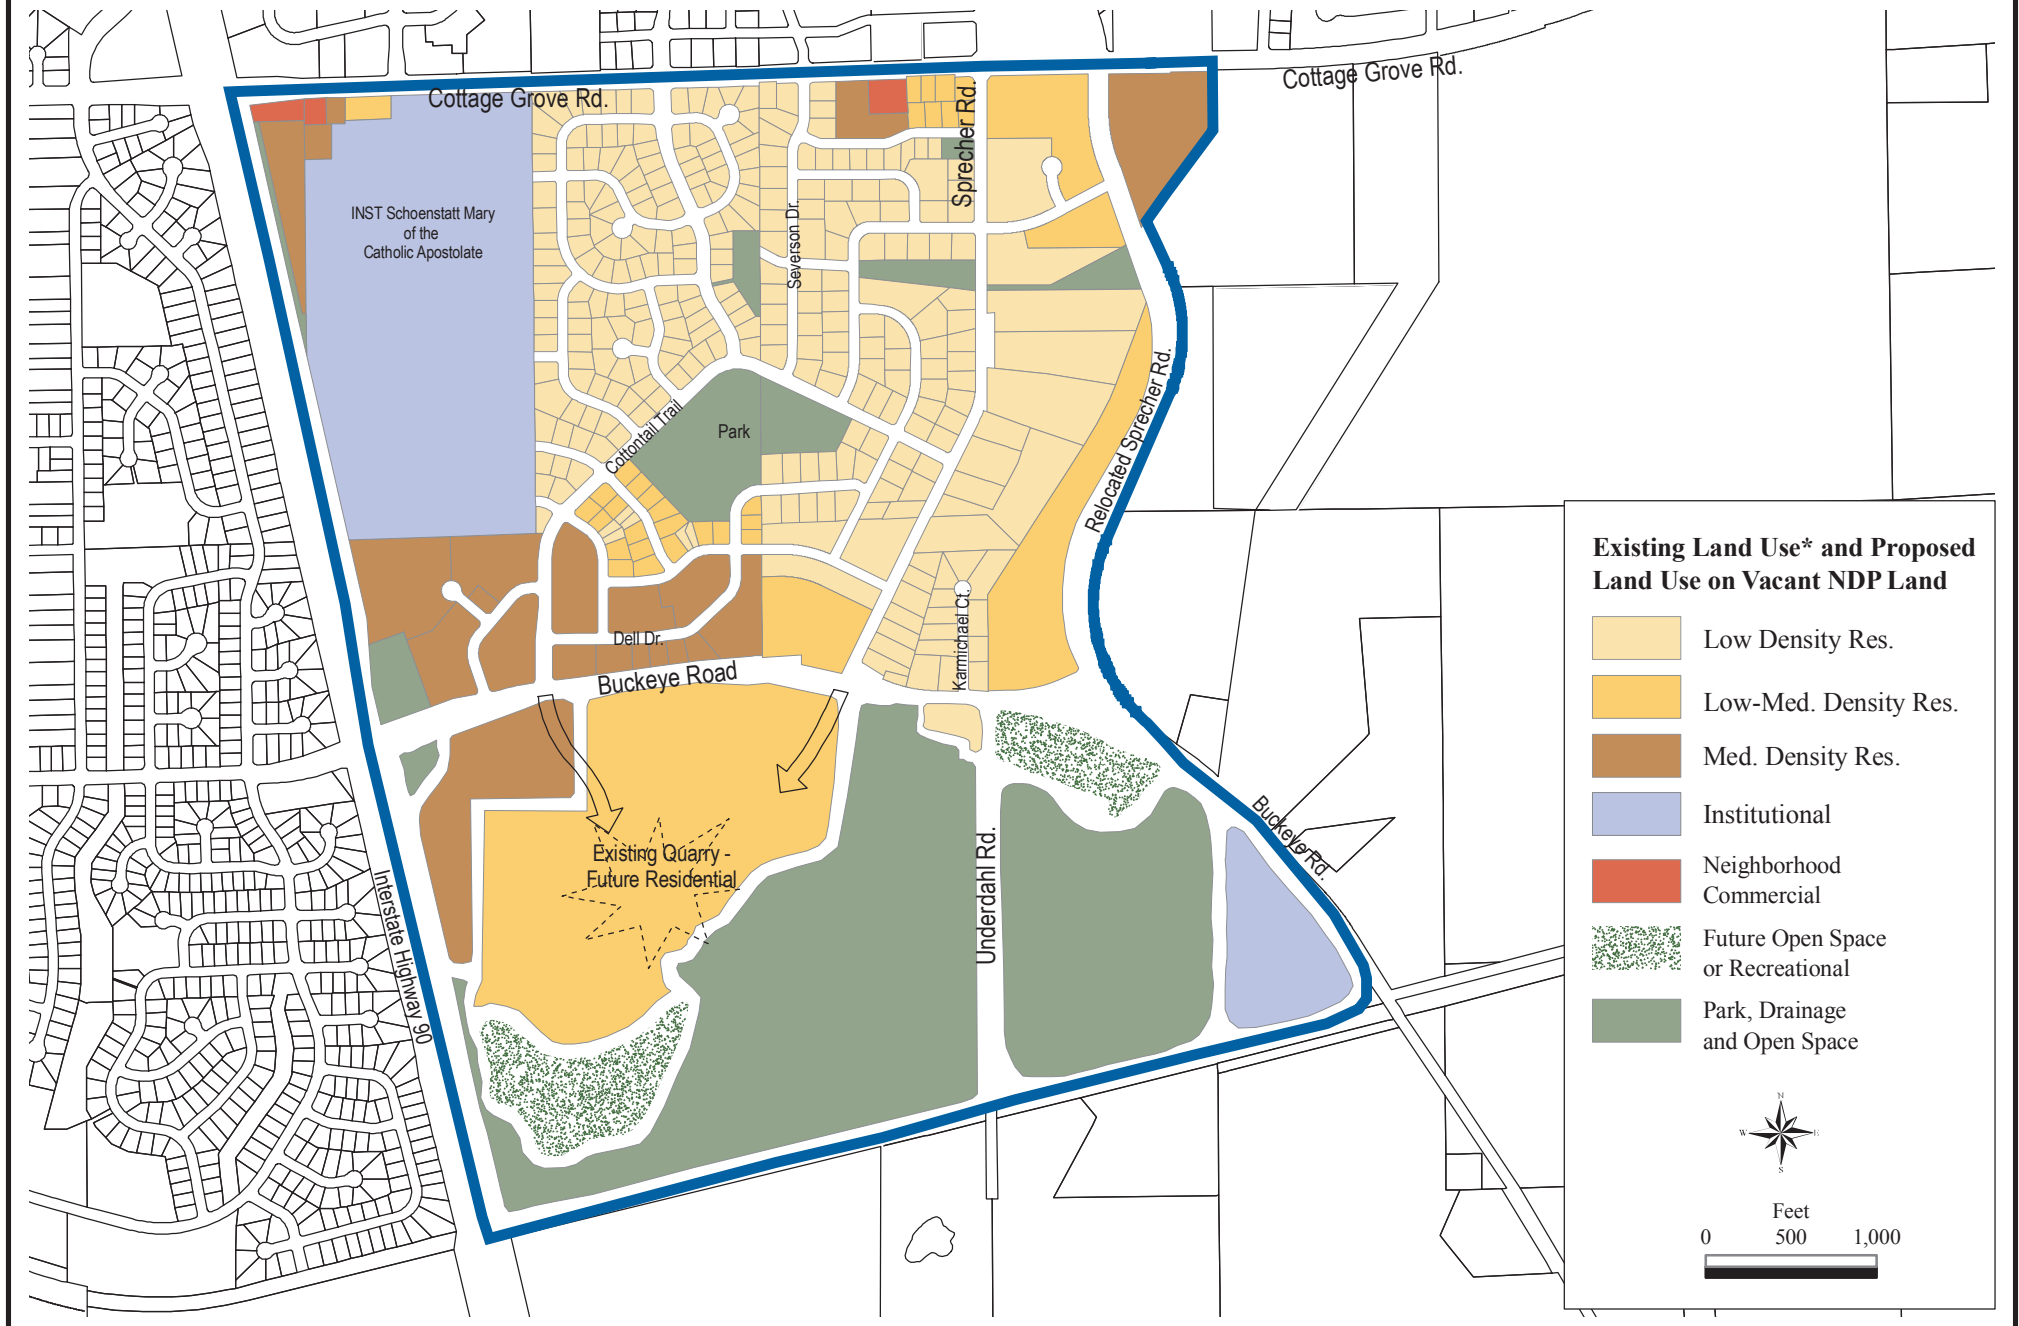 Cottage Grove Rd.
Cottage Grove Rd.
Sprecher Rd.
INST Schoenstatt Mary
of the
Catholic Apostolate
Severson Dr.
Relocated Sprecher Rd.
Cottontail Trail
Park
Karmichael Ct.
Dell Dr.
Buckeye Road
Existing Quarry -
Future Residential
Underdahl Rd.
Buckeye Rd.
Interstate Highway 90
Existing Land Use* and Proposed
Land Use on Vacant NDP Land
Low Density Res.
Low-Med. Density Res.
Med. Density Res.
Institutional
Neighborhood
Commercial
Future Open Space
or Recreational
Park, Drainage
and Open Space
N
W E
S
Feet
0 500 1,000